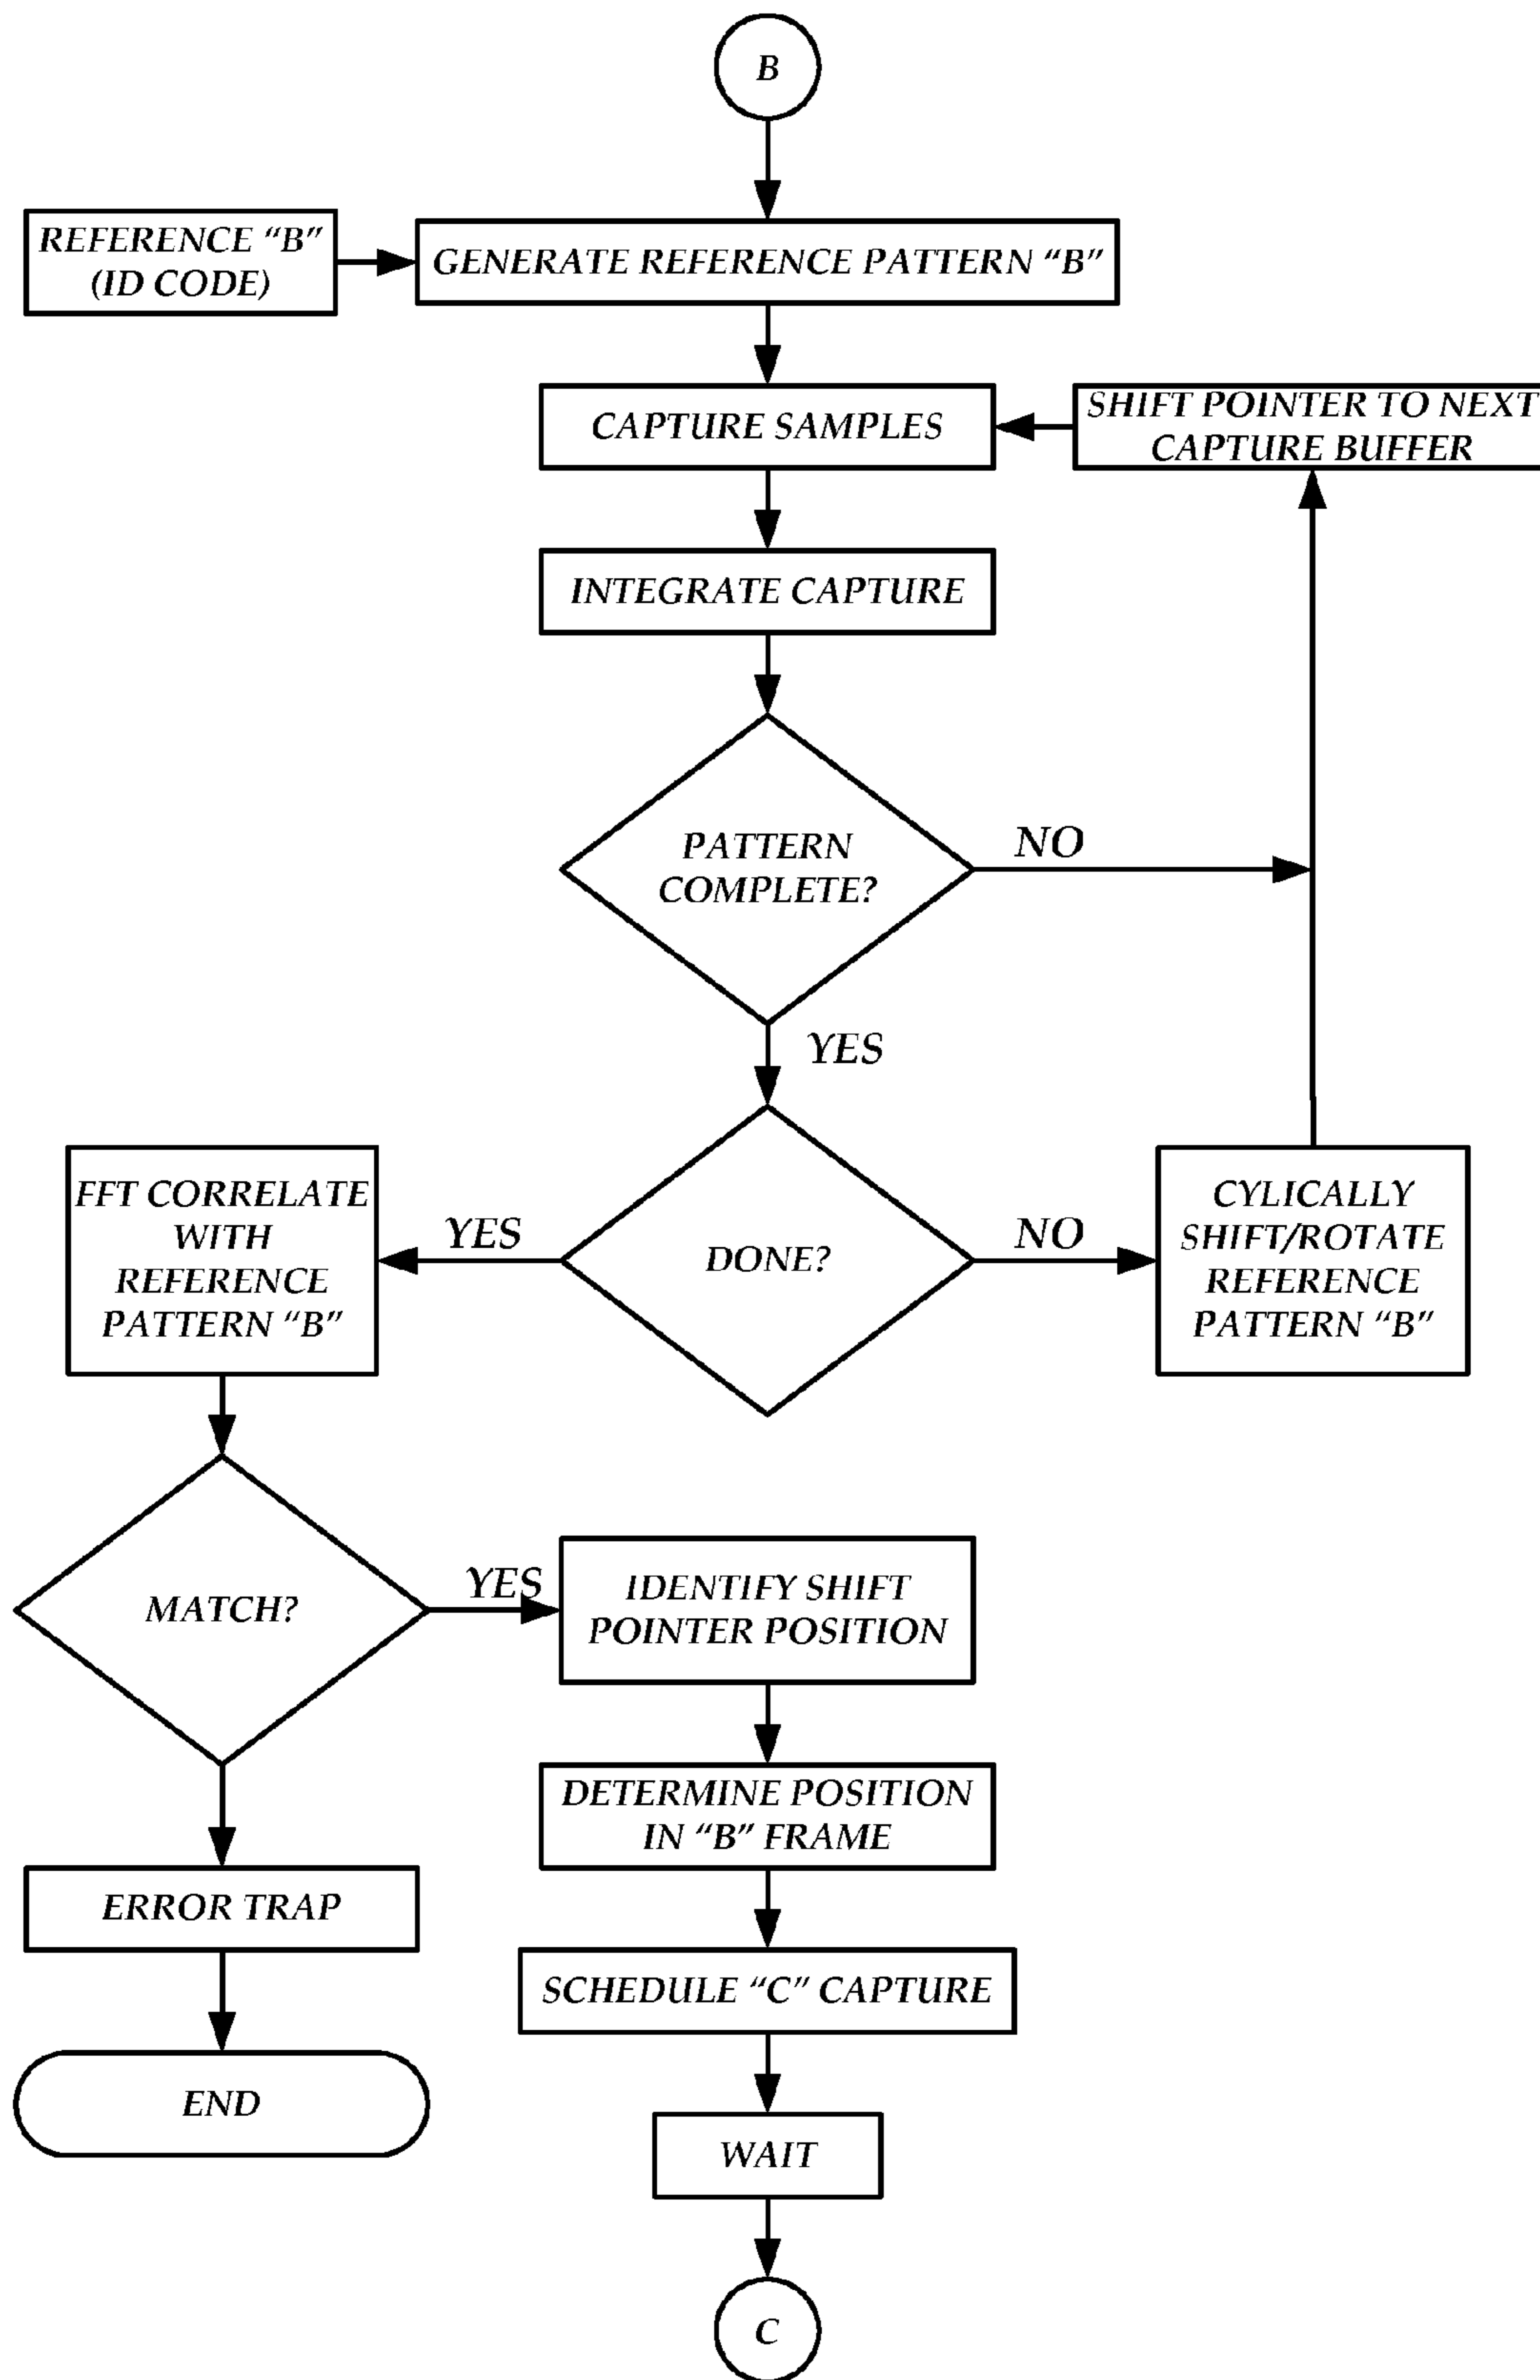 B
REFERENCE “B”
(ID CODE)
GENERATE REFERENCE PATTERN “B”
CAPTURE SAMPLES
SHIFT POINTER TO NEXT
CAPTURE BUFFER
INTEGRATE CAPTURE
PATTERN
COMPLETE?
NO
YES
FFT CORRELATE
WITH
REFERENCE
PATTERN “B”
YES
DONE?
NO
CYLICALLY
SHIFT/ROTATE
REFERENCE
PATTERN “B”
MATCH?
YES
IDENTIFY SHIFT
POINTER POSITION
DETERMINE POSITION
IN “B” FRAME
ERROR TRAP
SCHEDULE “C” CAPTURE
END
WAIT
C